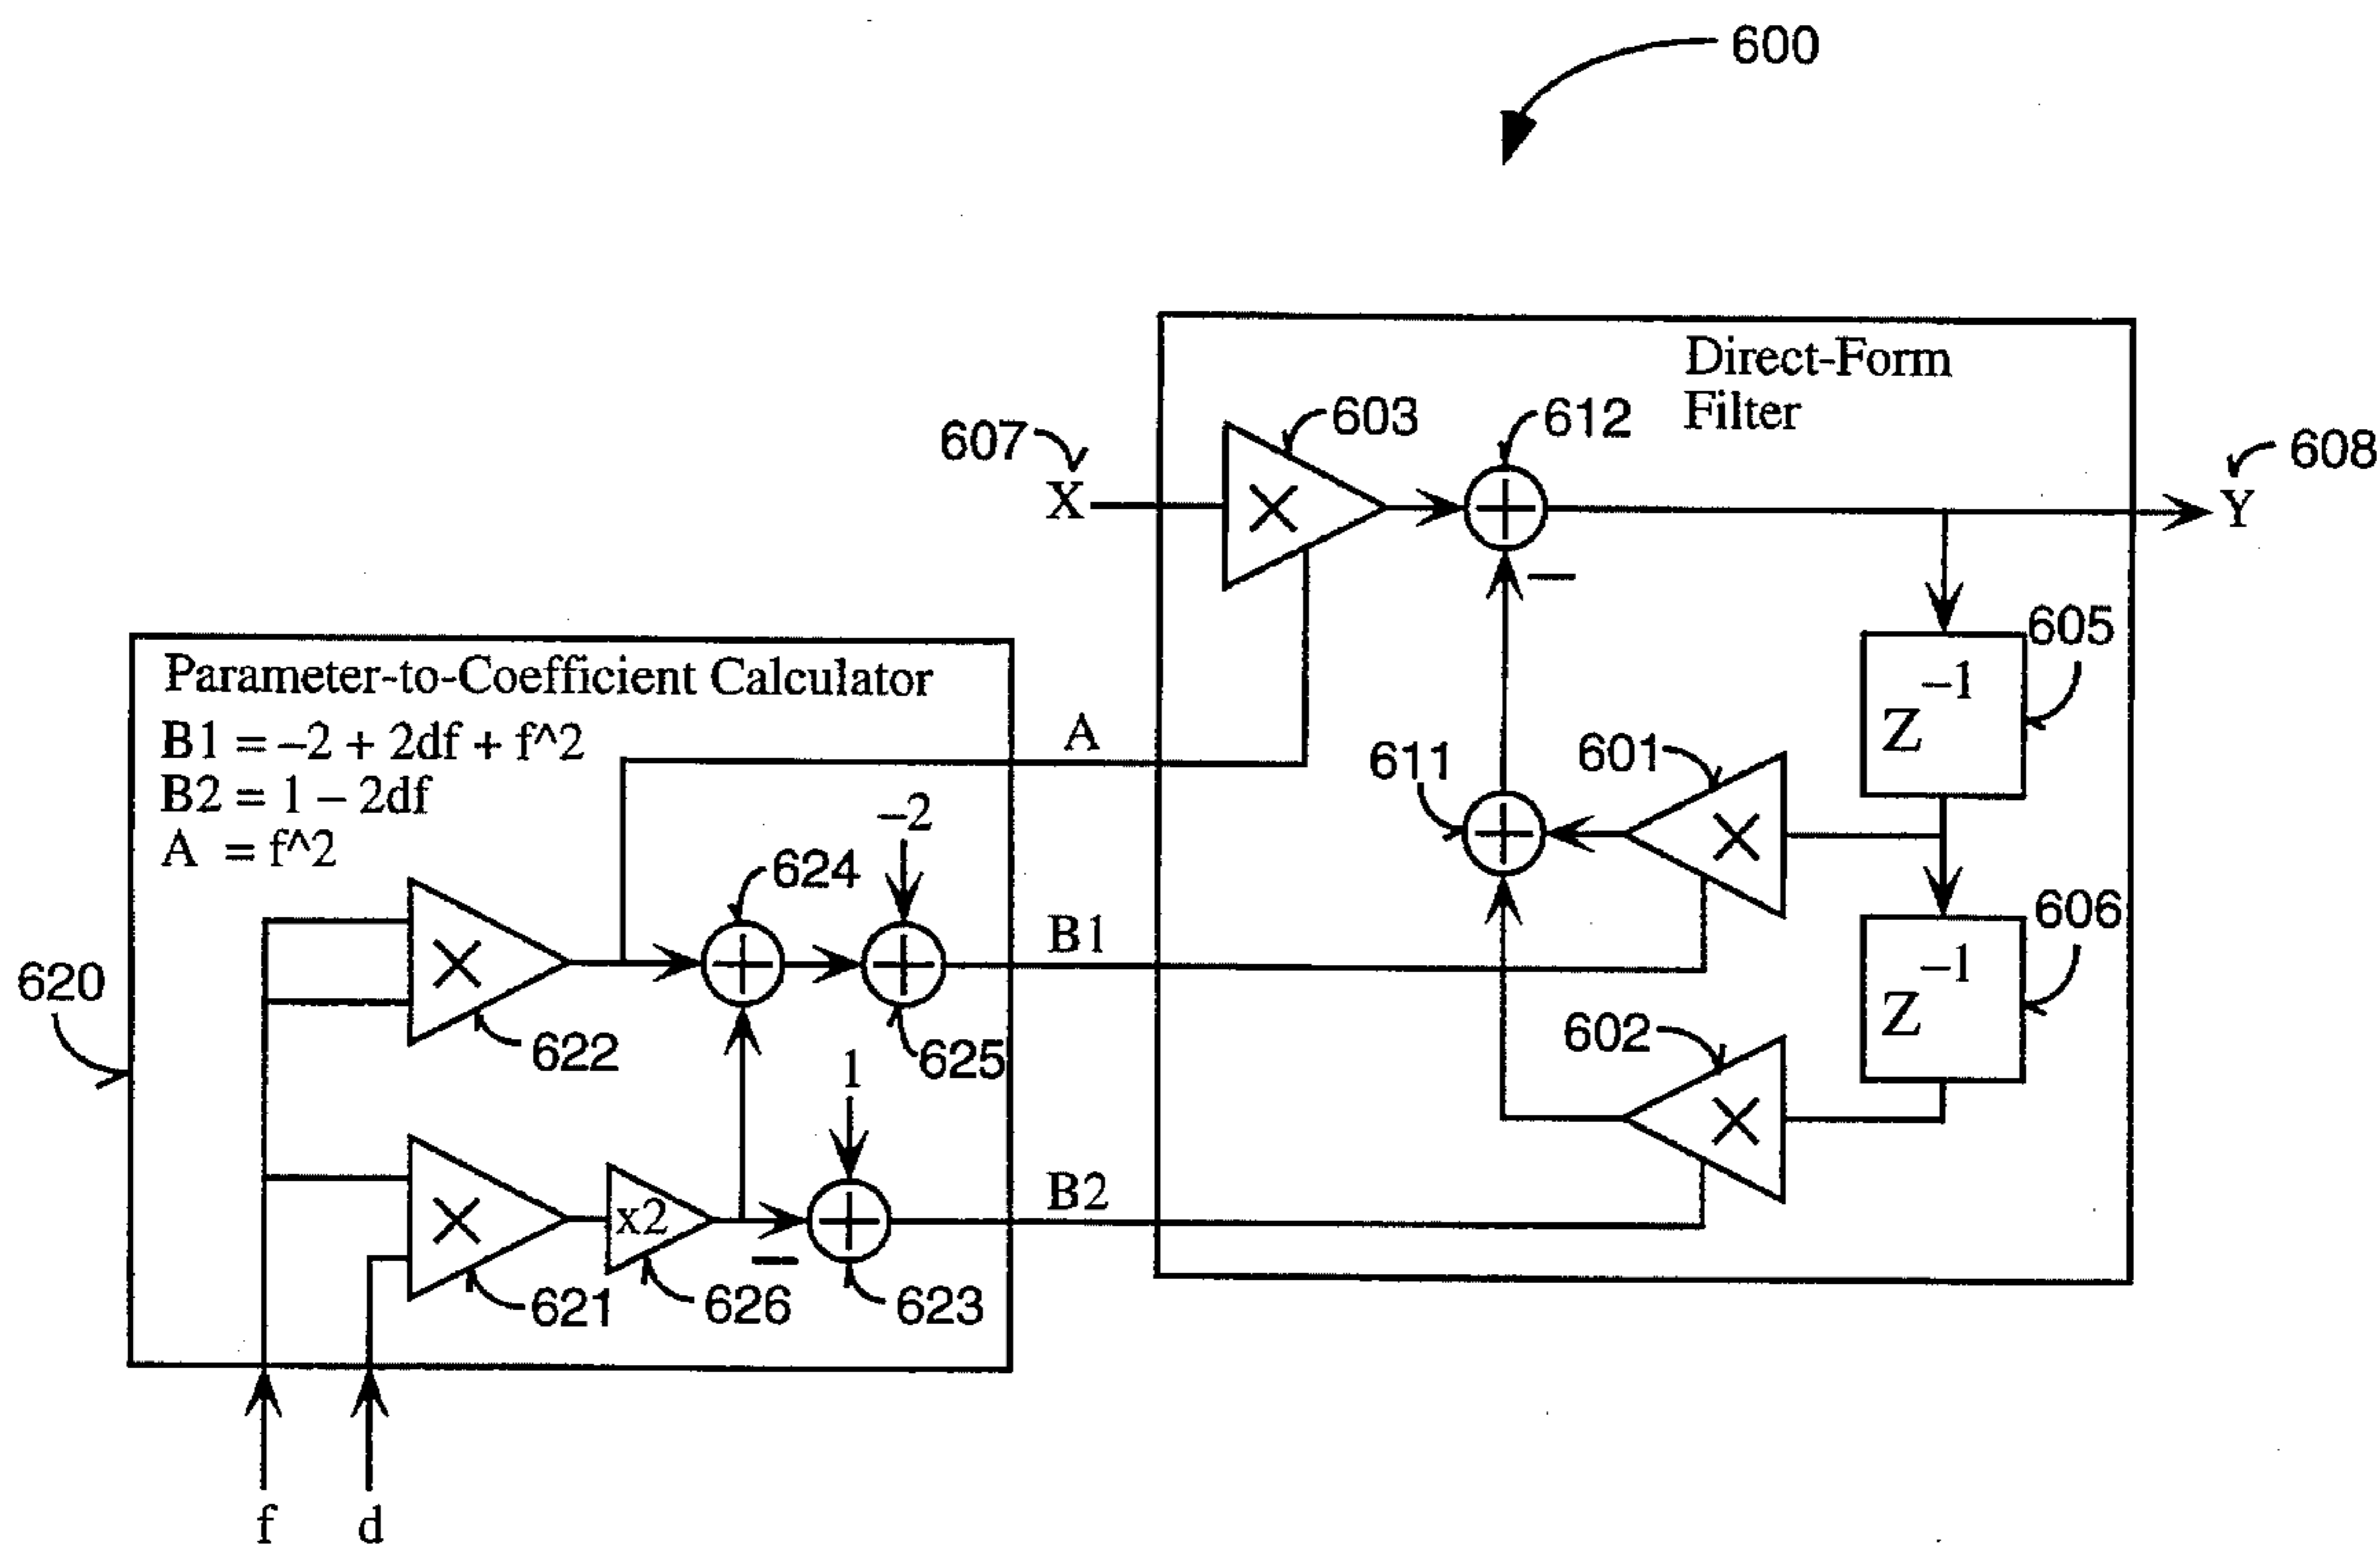 600
Direct-Form
Filter
603
612
607
608
X
×
+
Y
–
605
Parameter-to-Coefficient Calculator
Z –1
B1 = –2 + 2df + f^2
A
611
601
B2 = 1 – 2df
–2
+
×
A = f^2
624
606
B1
×
+
+
Z –1
620
622
625
602
1
×
B2
×
x2
+
–
621
626
623
f
d